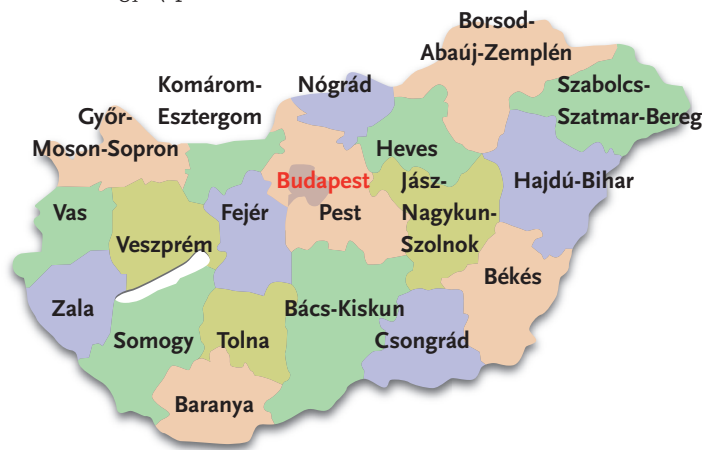 Borsod-
Abaúj-Zemplén
Komárom-
Esztergom
Nógrád
Szabolcs-
Szatmar-Bereg
Győr-
Moson-Sopron
Heves
Budapest
Jász-
Nagykun-
Szolnok
Hajdú-Bihar
Vas
Fejér
Pest
Veszprém
Békés
Zala
Bács-Kiskun
Somogy
Tolna
Csongrád
Baranya